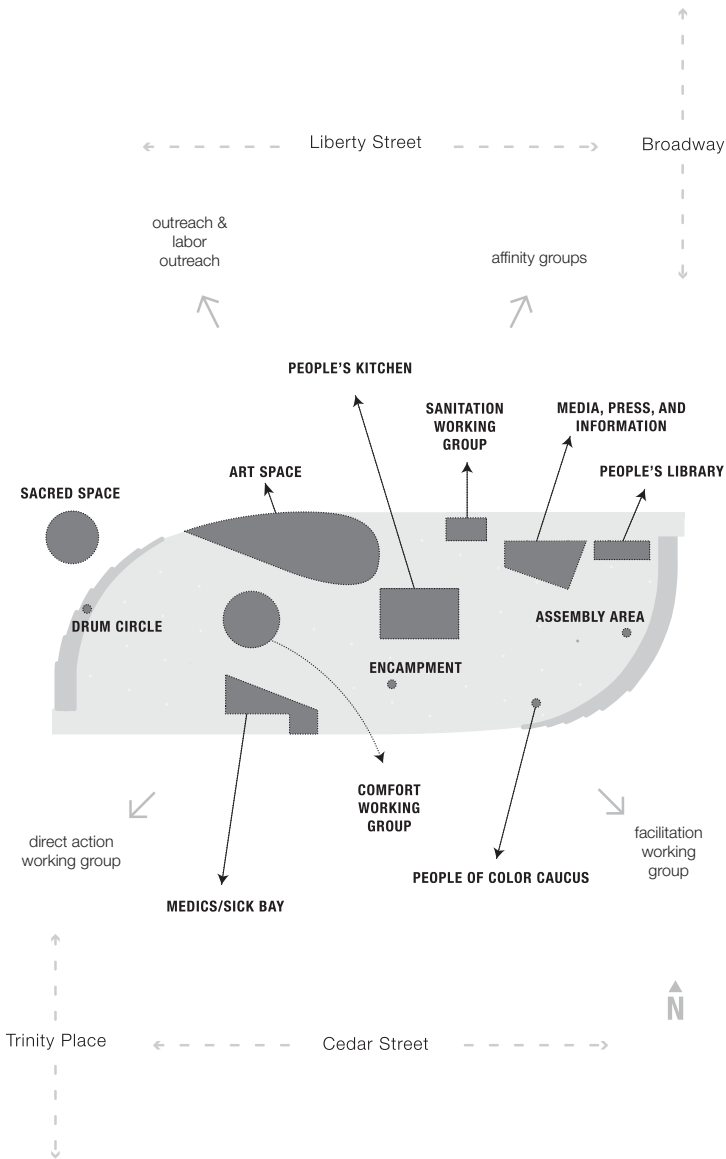 Liberty Street
Broadway
outreach &
labor
outreach
affinity groups
PEOPLE'S KITCHEN
SANITATION
WORKING
GROUP
MEDIA, PRESS, AND
INFORMATION
ART SPACE
PEOPLE'S LIBRARY
SACRED SPACE
DRUM CIRCLE
ASSEMBLY AREA
ENCAMPMENT
COMFORT
WORKING
GROUP
direct action
working group
facilitation
working
group
PEOPLE OF COLOR CAUCUS
MEDICS/SICK BAY
N
Trinity Place
Cedar Street